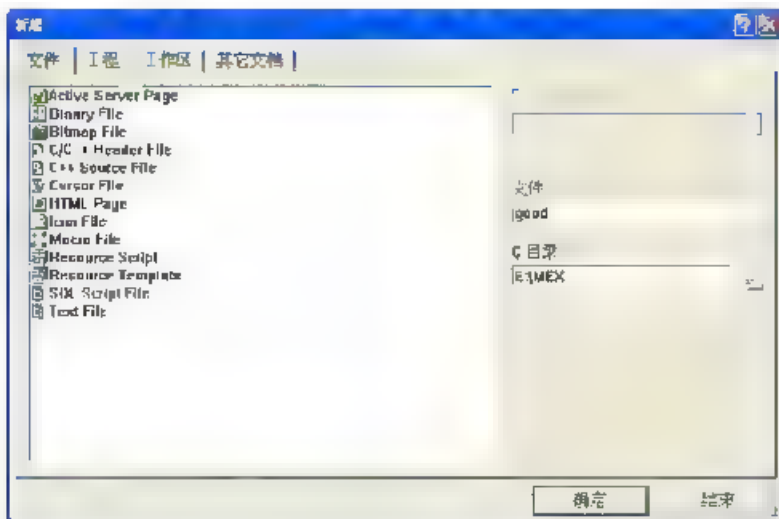 新建
文件 工程 工作区 其它文档
Active Server Page
Binary File
Bitmap File
C/C++ Header File
C++ Source File
Cursor File
HTML Page
Icon File
Macro File
Resource Script
Resource Template
SQL Script File
Text File
文件
good
C 目录
E:\MEX
确定
结束